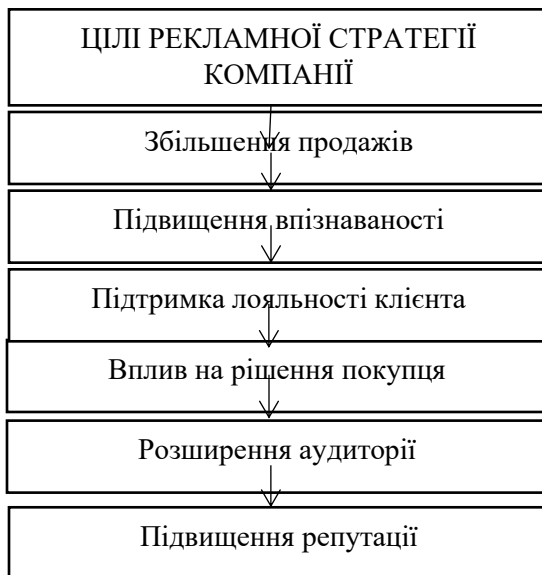 ЦІЛІ РЕКЛАМНОЇ СТРАТЕГІЇ
КОМПАНІЇ
Збільшення продажів
Підвищення впізнаваності
Підтримка лояльності клієнта
Вплив на рішення покупця
Розширення аудиторії
Підвищення репутації